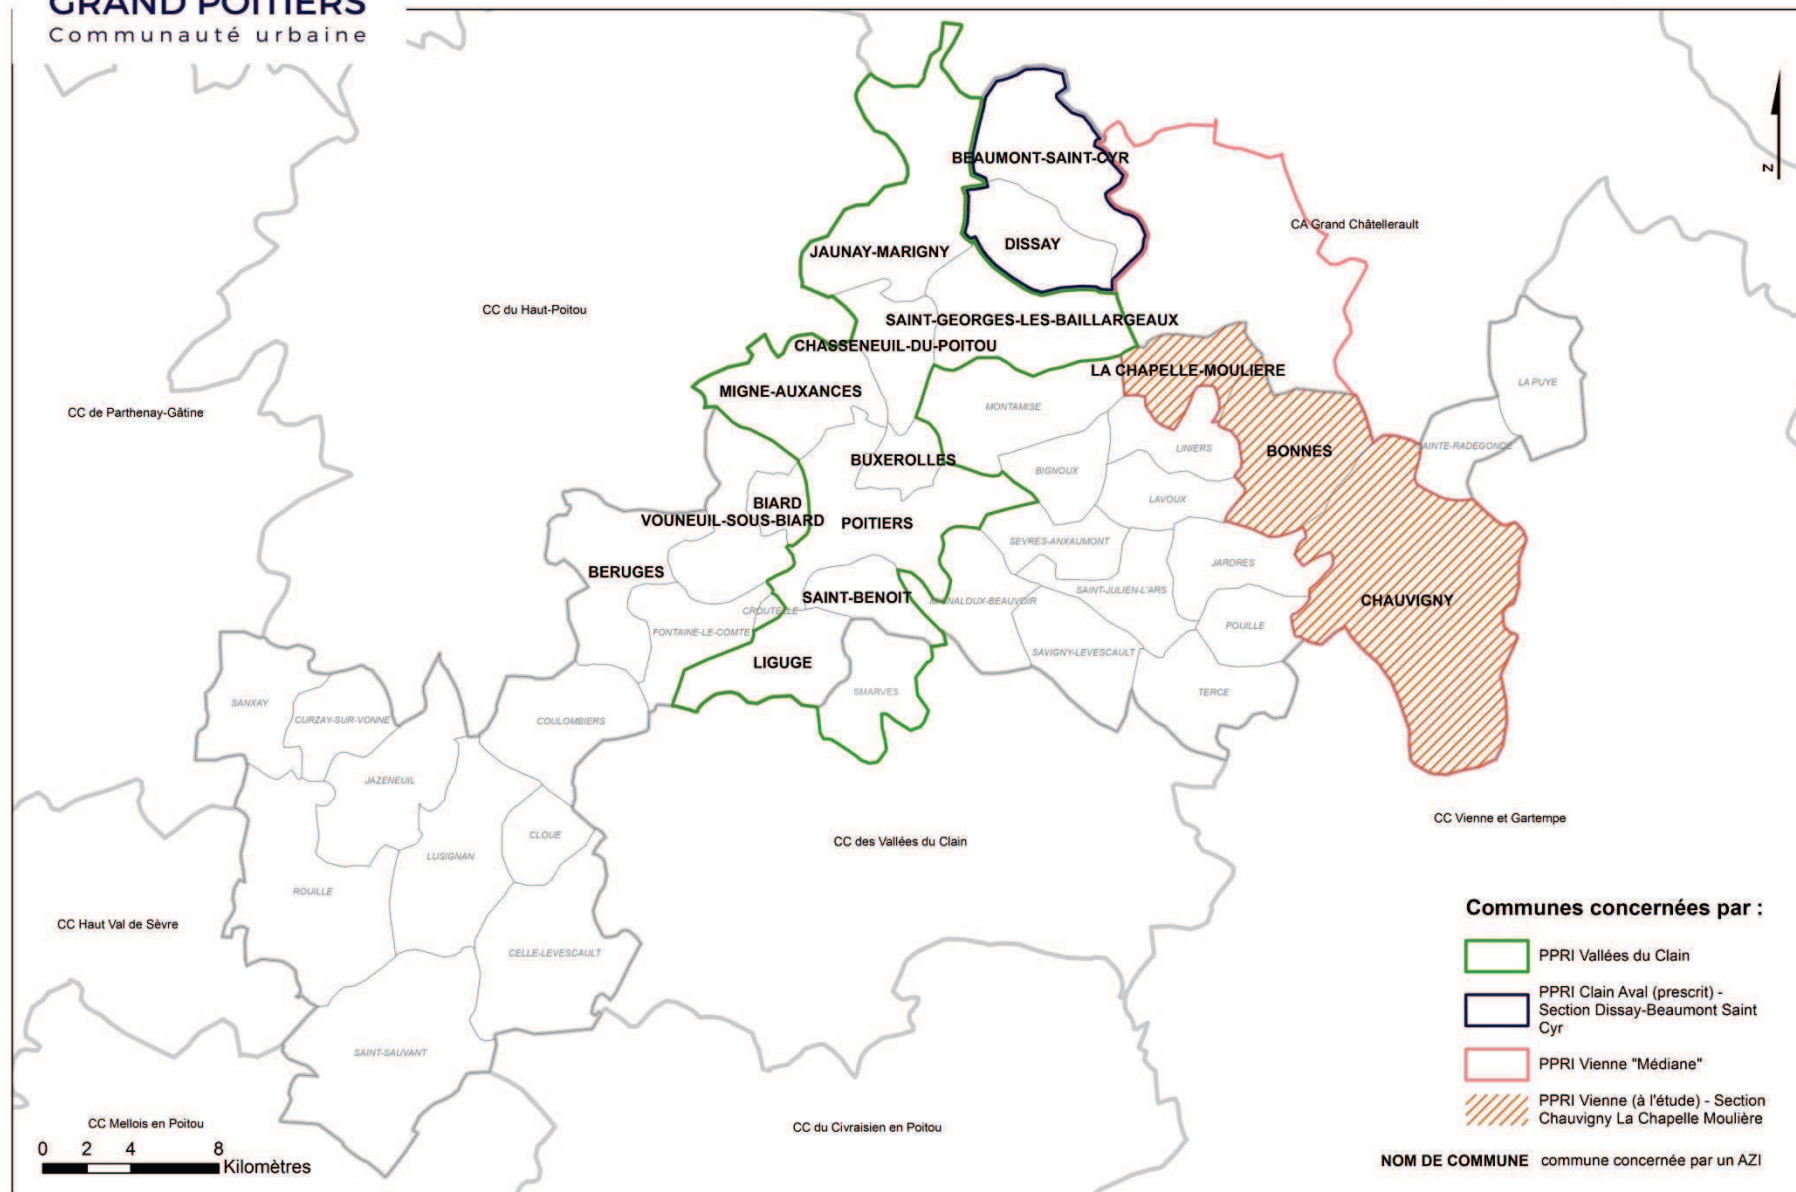 GRAND POITIERS
Communauté urbaine
N
BEAUMONT-SAINT-CYR
CA Grand Châtellerault
DISSAY
JAUNAY-MARIGNY
CC du Haut-Poitou
SAINT-GEORGES-LES-BAILLARGEAUX
CHASSENEUIL-DU-POITOU
LA CHAPELLE-MOULIERE
LA PUYE
MIGNE-AUXANCES
MONTAMISE
CC de Parthenay-Gâtine
SAINTE-RADEGONDE
LINIERS
BONNES
BUXEROLLES
BIGNOUX
LAVOUX
BIARD
VOUNEUIL-SOUS-BIARD
POITIERS
SEVRES-ANXAUMONT
JARDRES
BERUGES
SAINT-JULIEN-L'ARS
SAINT-BENOIT
MIGNALOUX-BEAUVOIR
CHAUVIGNY
CROUTELLE
FONTAINE-LE-COMTE
POUILLE
SAVIGNY-LEVESCAULT
LIGUGE
SMARVES
TERCE
SANXAY
CURZAY-SUR-VONNE
COULOMBIERS
JAZENEUIL
CC Vienne et Gartempe
CLOUE
CC des Vallées du Clain
LUSIGNAN
ROUILLE
CC Haut Val de Sèvre
CELLE-LEVESCAULT
SAINT-SAUVANT
CC Mellois en Poitou
CC du Civraisien en Poitou
0 2 4 8
Kilomètres
Communes concernées par :
PPRI Vallées du Clain
PPRI Clain Aval (prescrit) -
Section Dissay-Beaumont Saint
Cyr
PPRI Vienne "Médiane"
PPRI Vienne (à l'étude) - Section
Chauvigny La Chapelle Moulière
NOM DE COMMUNE commune concernée par un AZI